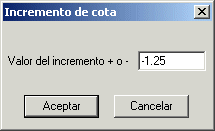 Incremento de cota
Valor del incremento + o - -1.25
Aceptar Cancelar